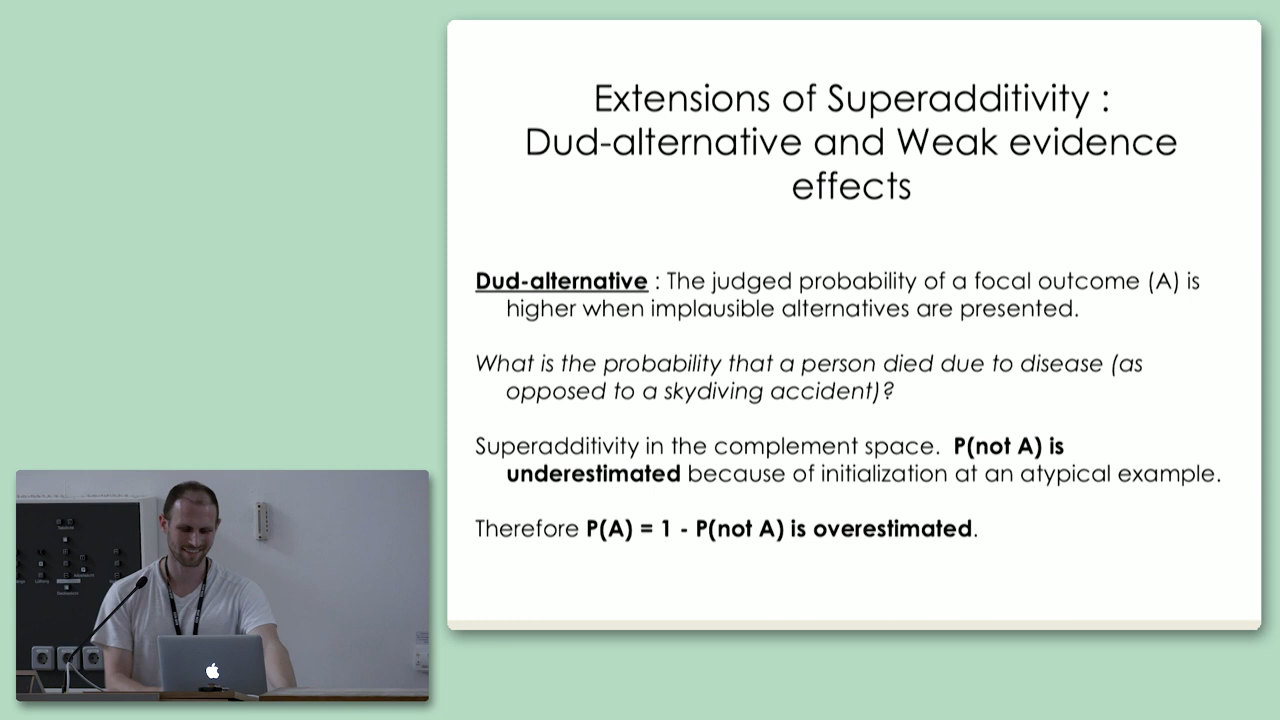 Extensions of Superadditivity :
Dud-alternative and Weak evidence
effects
Dud-alternative : The judged probability of a focal outcome (A) is
higher when implausible alternatives are presented.
What is the probability that a person died due to disease (as
opposed to a skydiving accident)?
Superadditivity in the complement space.  P(not A) is
underestimated because of initialization at an atypical example.
Therefore P(A) = 1 - P(not A) is overestimated.